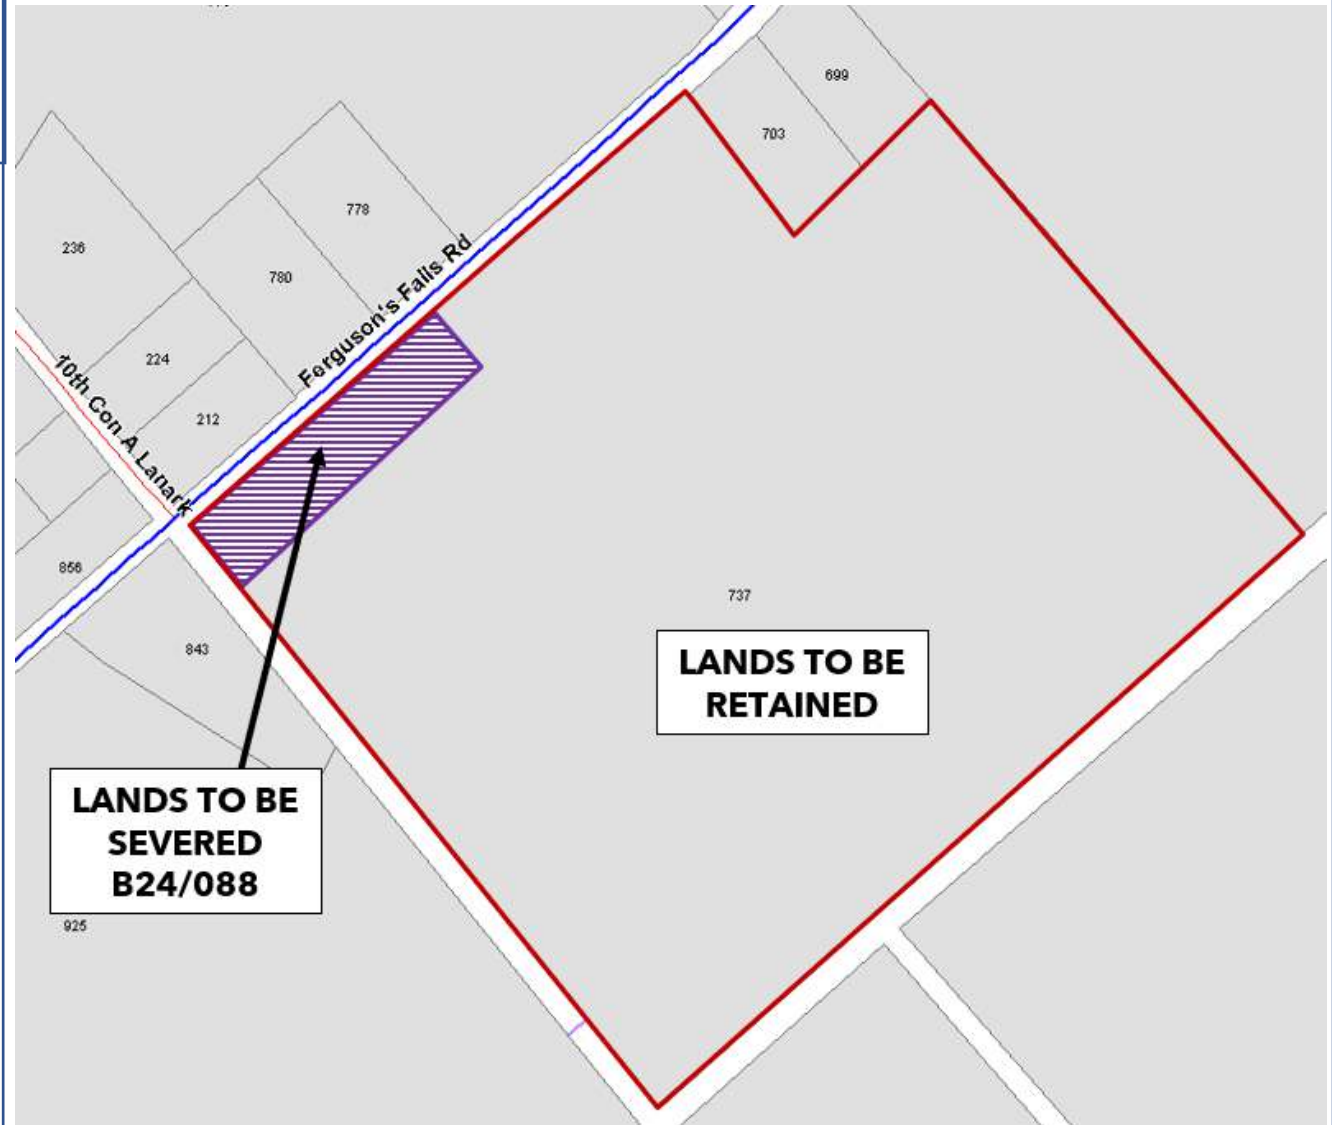 699
703
778
236
780
Ferguson's Falls Rd
224
10th Con A Lanark
212
856
737
843
LANDS TO BE
RETAINED
LANDS TO BE
SEVERED
B24/088
925